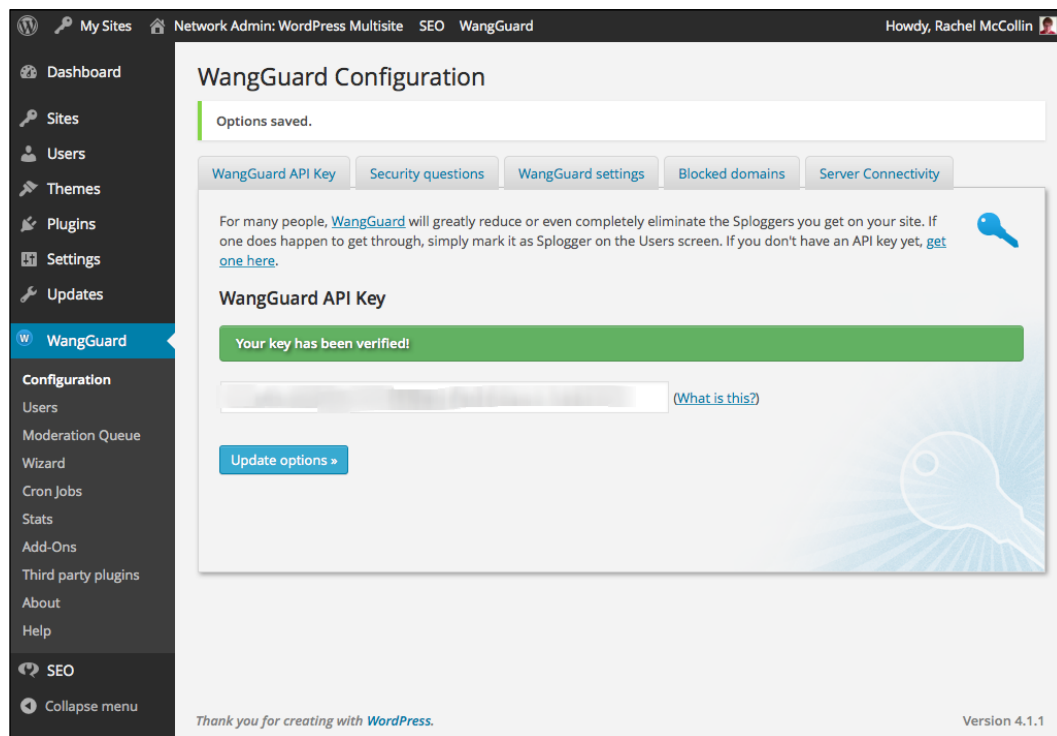 My Sites Network Admin: WordPress Multisite SEO WangGuard Howdy, Rachel McCollin
Dashboard
Sites
Users
Themes
Plugins
Settings
Updates
W WangGuard
Configuration
Users
Moderation Queue
Wizard
Cron Jobs
Stats
Add-Ons
Third party plugins
About
Help
SEO
Collapse menu
WangGuard Configuration
Options saved.
WangGuard API Key Security questions WangGuard settings Blocked domains Server Connectivity
For many people, WangGuard will greatly reduce or even completely eliminate the Sploggers you get on your site. If
one does happen to get through, simply mark it as Splogger on the Users screen. If you don't have an API key yet, get
one here.
WangGuard API Key
Your key has been verified!
(What is this?)
Update options »
Thank you for creating with WordPress. Version 4.1.1